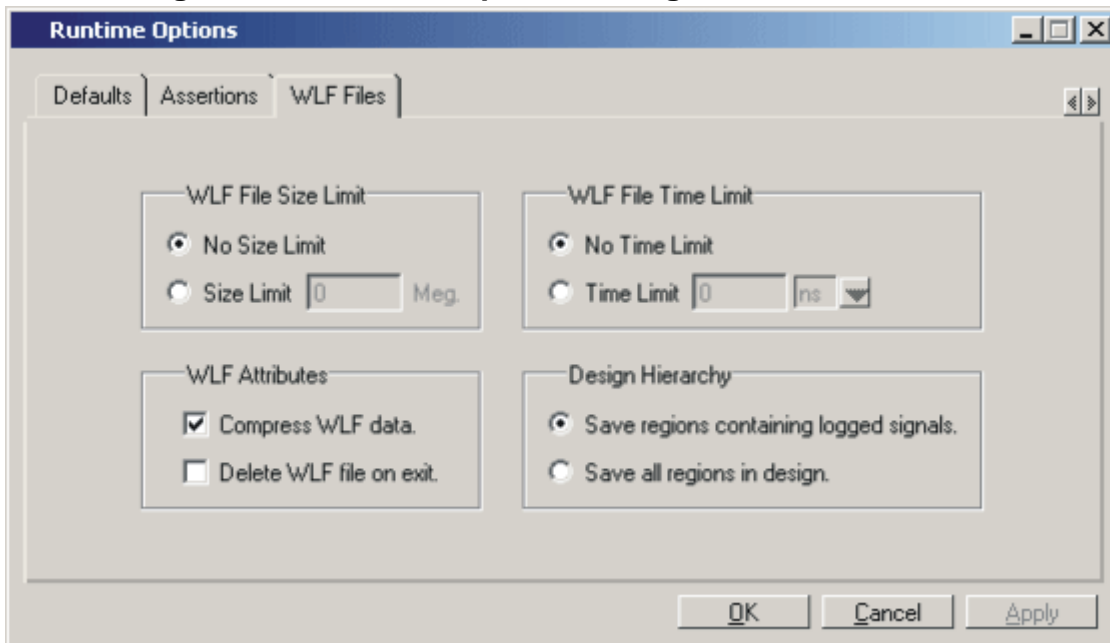 Runtime Options
Defaults Assertions WLF Files
WLF File Size Limit
No Size Limit
Size Limit 0 Meg.
WLF File Time Limit
No Time Limit
Time Limit 0 ns
WLF Attributes
Compress WLF data.
Delete WLF file on exit.
Design Hierarchy
Save regions containing logged signals.
Save all regions in design.
OK Cancel Apply